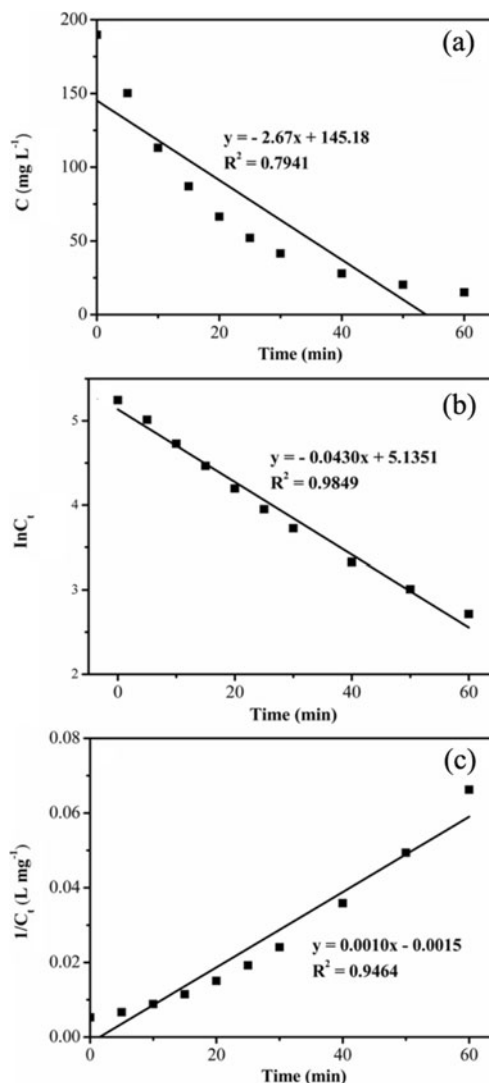 (a)
200
150
100
50
0
C (mg L⁻¹)
y = - 2.67x + 145.18
R² = 0.7941
0 20 40 60
Time (min)
(b)
5
4
3
2
lnCₜ
y = - 0.0430x + 5.1351
R² = 0.9849
0 20 40 60
Time (min)
(c)
0.08
0.06
0.04
0.02
0.00
1/Cₜ (L mg⁻¹)
y = 0.0010x - 0.0015
R² = 0.9464
0 20 40 60
Time (min)